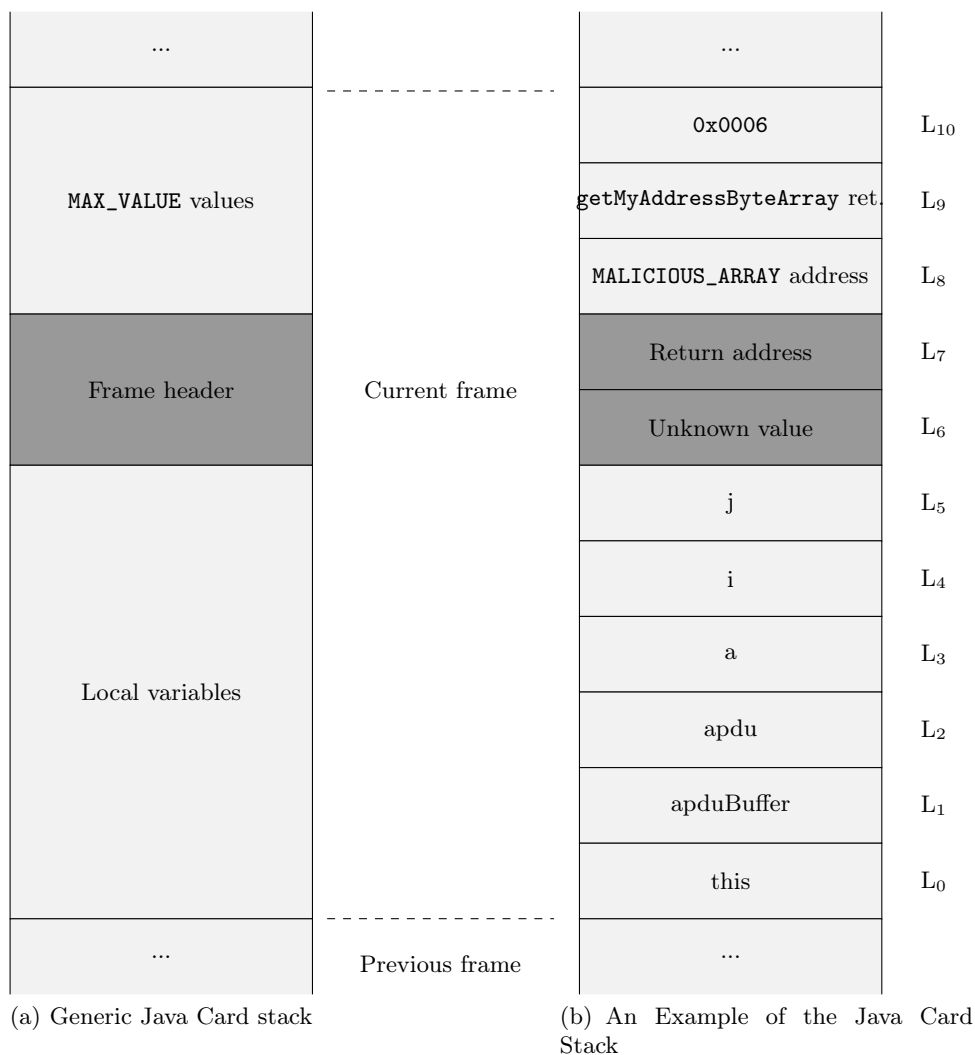 ...
MAX_VALUE values
Frame header
Local variables
...
(a) Generic Java Card stack
Current frame
Previous frame
...
0x0006 L₁₀
getMyAddressByteArray ret. L₉
MALICIOUS_ARRAY address L₈
Return address L₇
Unknown value L₆
j L₅
i L₄
a L₃
apdu L₂
apduBuffer L₁
this L₀
...
(b) An Example of the Java Card
Stack